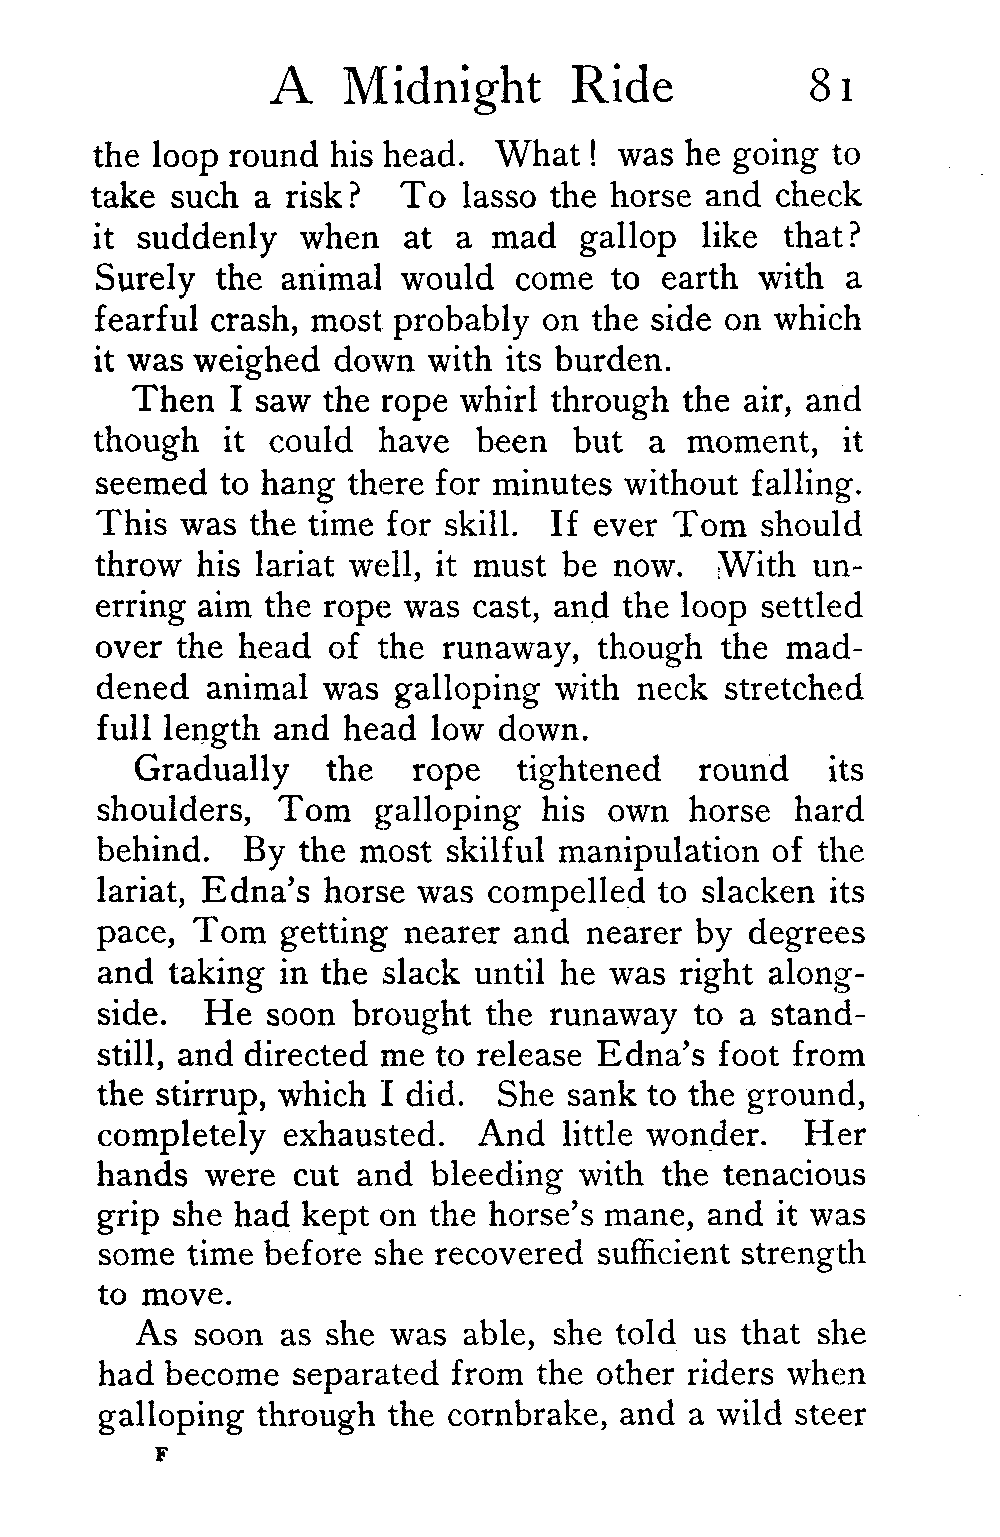 A Midnight Ride 81
the loop round his head. What! was he going to
take such a risk? To lasso the horse and check
it suddenly when at a mad gallop like that?
Surely the animal would come to earth with a
fearful crash, most probably on the side on which
it was weighed down with its burden.
Then I saw the rope whirl through the air, and
though it could have been but a moment, it
seemed to hang there for minutes without falling.
This was the time for skill. If ever Tom should
throw his lariat well, it must be now. With un-
erring aim the rope was cast, and the loop settled
over the head of the runaway, though the mad-
dened animal was galloping with neck stretched
full length and head low down.
Gradually the rope tightened round its
shoulders, Tom galloping his own horse hard
behind. By the most skilful manipulation of the
lariat, Edna's horse was compelled to slacken its
pace, Tom getting nearer and nearer by degrees
and taking in the slack until he was right along-
side. He soon brought the runaway to a stand-
still, and directed me to release Edna's foot from
the stirrup, which I did. She sank to the ground,
completely exhausted. And little wonder. Her
hands were cut and bleeding with the tenacious
grip she had kept on the horse's mane, and it was
some time before she recovered sufficient strength
to move.
As soon as she was able, she told us that she
had become separated from the other riders when
galloping through the cornbrake, and a wild steer
F